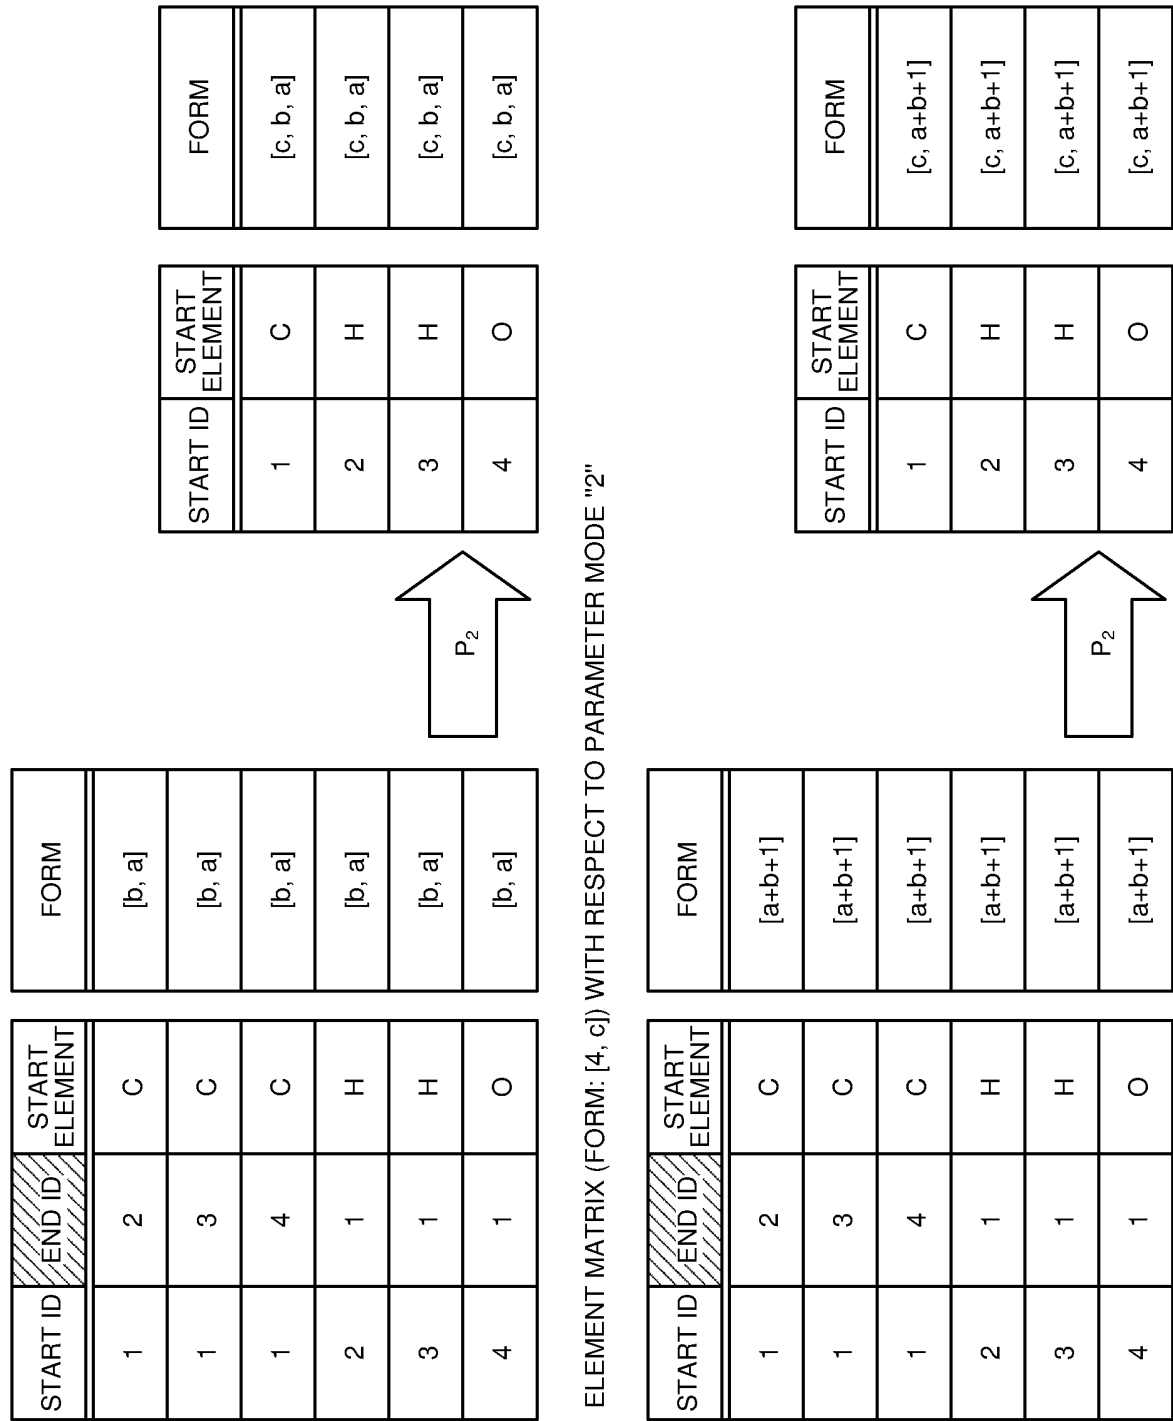 START ID END ID START ELEMENT FORM
1 2 C [b, a]
1 3 C [b, a]
1 4 C [b, a]
2 1 H [b, a]
3 1 H [b, a]
4 1 O [b, a]
P2
START ID START ELEMENT FORM
1 C [c, b, a]
2 H [c, b, a]
3 H [c, b, a]
4 O [c, b, a]
ELEMENT MATRIX (FORM: [4, c]) WITH RESPECT TO PARAMETER MODE "2"
START ID END ID START ELEMENT FORM
1 2 C [a+b+1]
1 3 C [a+b+1]
1 4 C [a+b+1]
2 1 H [a+b+1]
3 1 H [a+b+1]
4 1 O [a+b+1]
P2
START ID START ELEMENT FORM
1 C [c, a+b+1]
2 H [c, a+b+1]
3 H [c, a+b+1]
4 O [c, a+b+1]